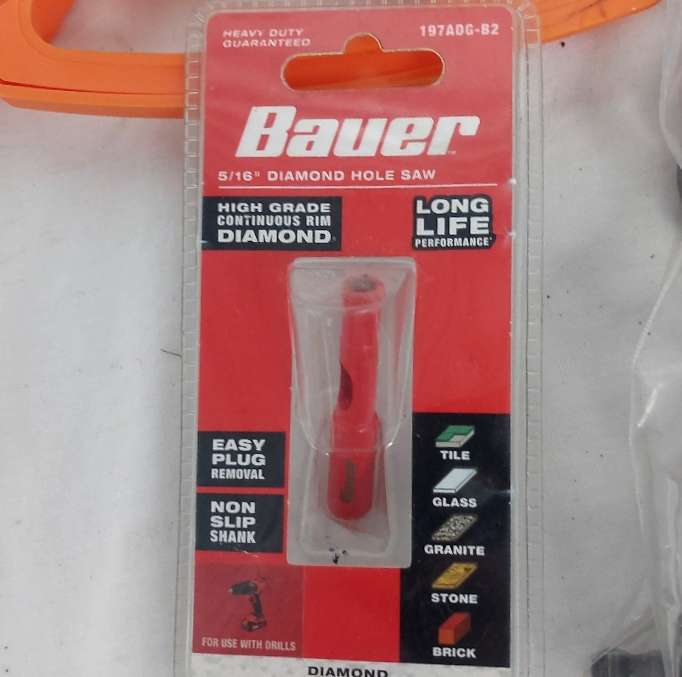 HEAVY DUTY
GUARANTEED
197ADG-B2
Bauer
5/16" DIAMOND HOLE SAW
HIGH GRADE
CONTINUOUS RIM
DIAMOND
LONG
LIFE
PERFORMANCE
Bauer
EASY
PLUG
REMOVAL
NON
SLIP
SHANK
FOR USE WITH DRILLS
TILE
GLASS
GRANITE
STONE
BRICK
DIAMOND